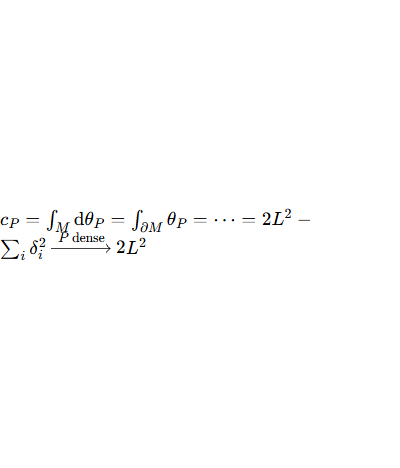 c_P = ∫_M dθ_P = ∫_{∂M} θ_P = ⋯ = 2L² −
∑_i δ_i² \xrightarrow{P dense} 2L²